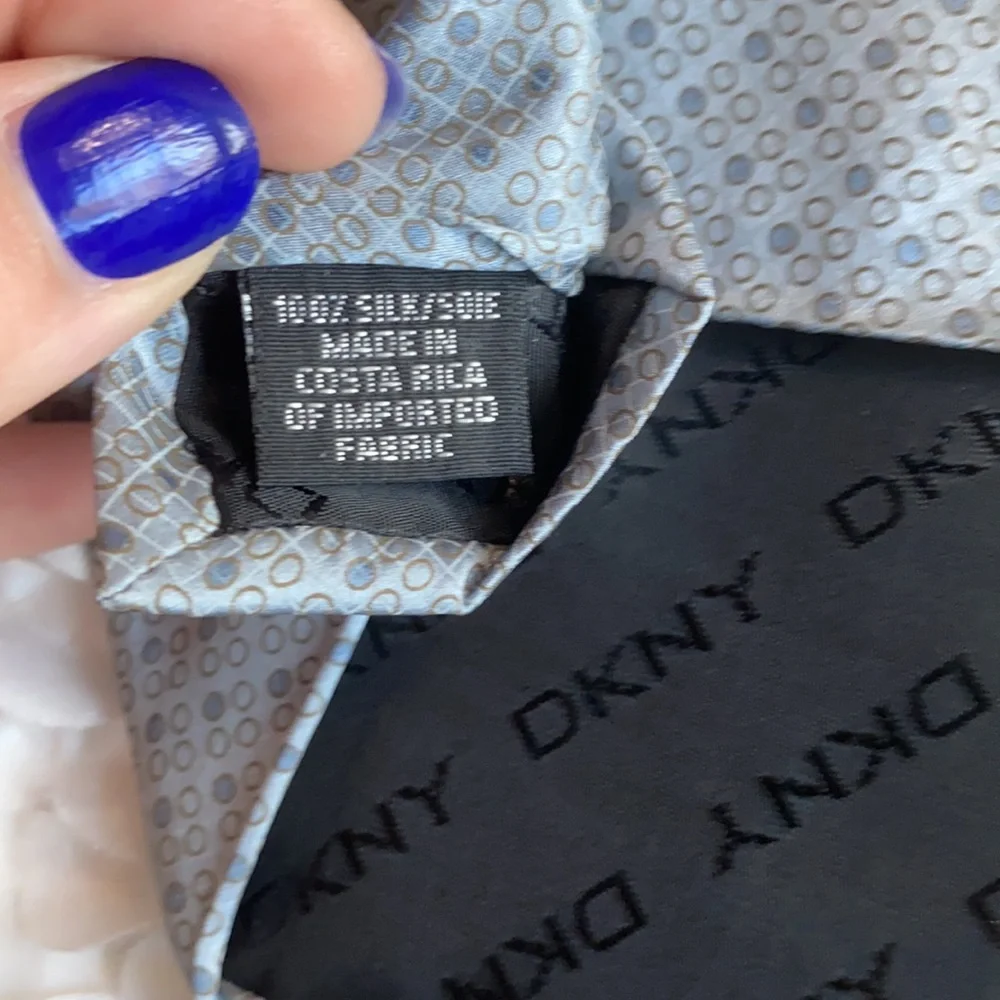 100% SILK/SOIE
MADE IN
COSTA RICA
OF IMPORTED
FABRIC
DKNY
DKNY
DKNY
DKNY
DKNY
DKNY